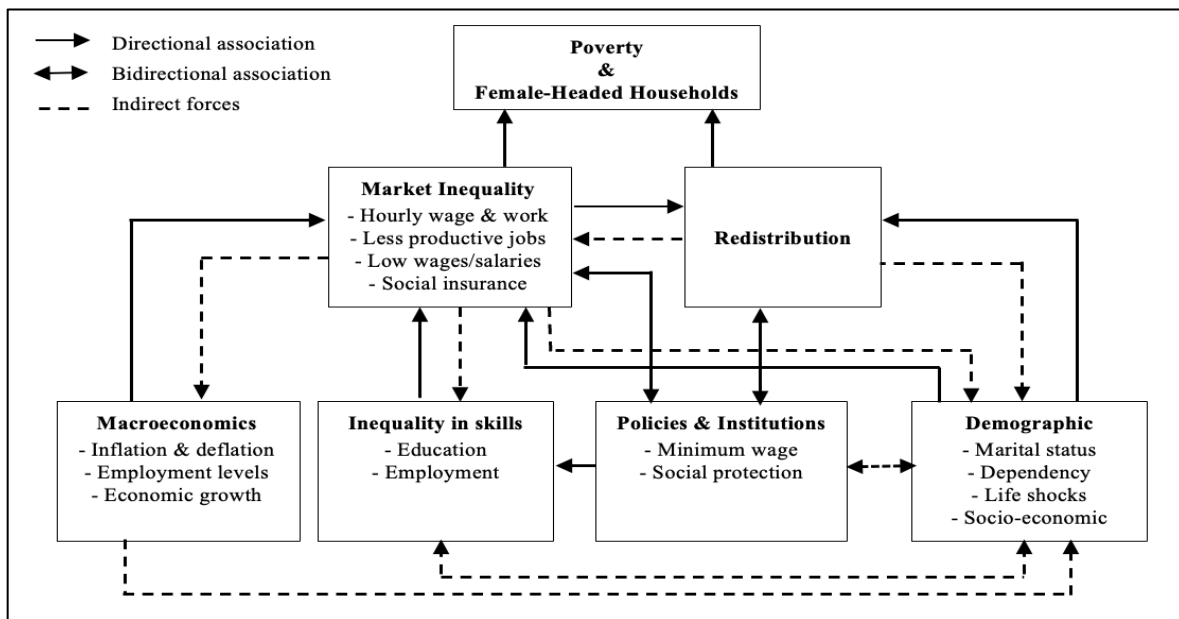 Directional association
Bidirectional association
Indirect forces
Poverty
&
Female-Headed Households
Market Inequality
- Hourly wage & work
- Less productive jobs
- Low wages/salaries
- Social insurance
Redistribution
Macroeconomics
- Inflation & deflation
- Employment levels
- Economic growth
Inequality in skills
- Education
- Employment
Policies & Institutions
- Minimum wage
- Social protection
Demographic
- Marital status
- Dependency
- Life shocks
- Socio-economic